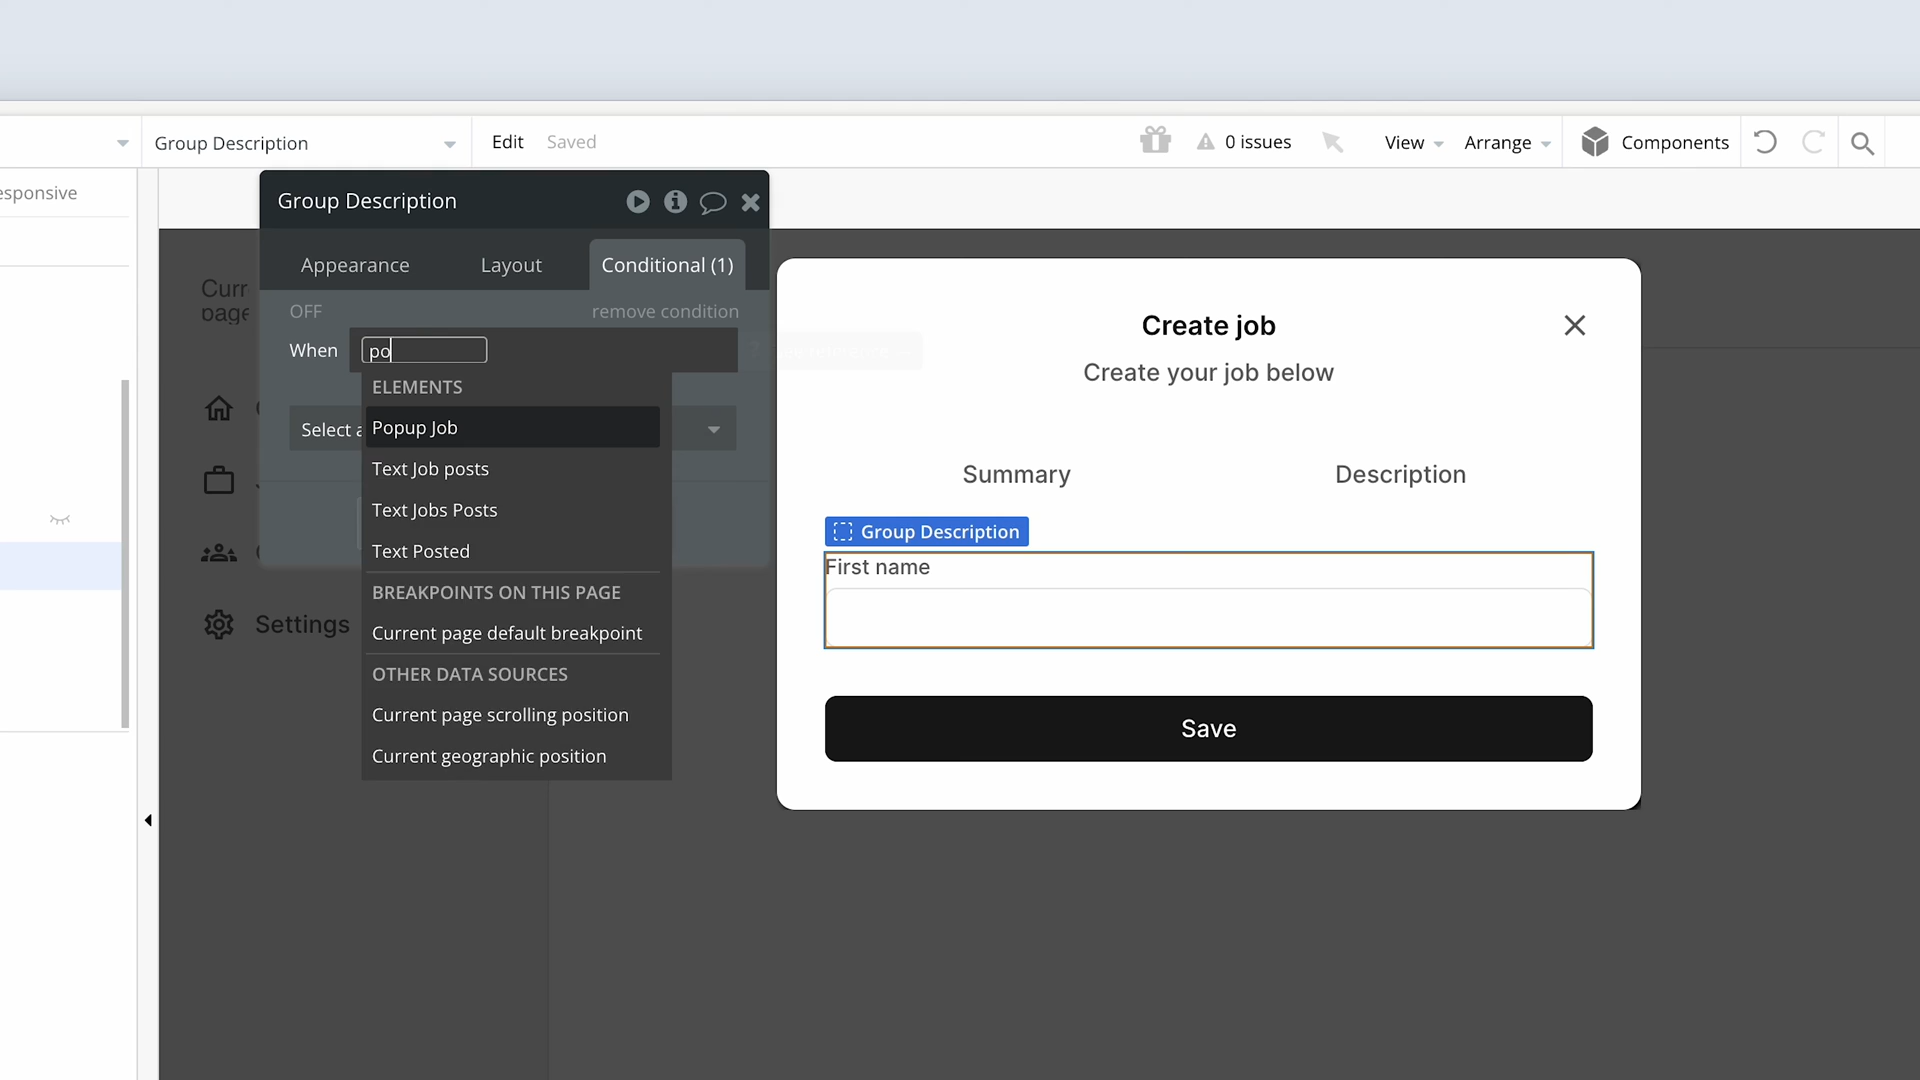 Group Description
Edit
Saved
0 issues
View
Arrange
Components
esponsive
Group Description
Appearance
Layout
Conditional (1)
OFF
remove condition
When
po
ELEMENTS
Select a
Popup Job
Text Job posts
Text Jobs Posts
Text Posted
BREAKPOINTS ON THIS PAGE
Current page default breakpoint
OTHER DATA SOURCES
Current page scrolling position
Current geographic position
Curr
page
Settings
Create job
Create your job below
Summary
Description
Group Description
First name
Save